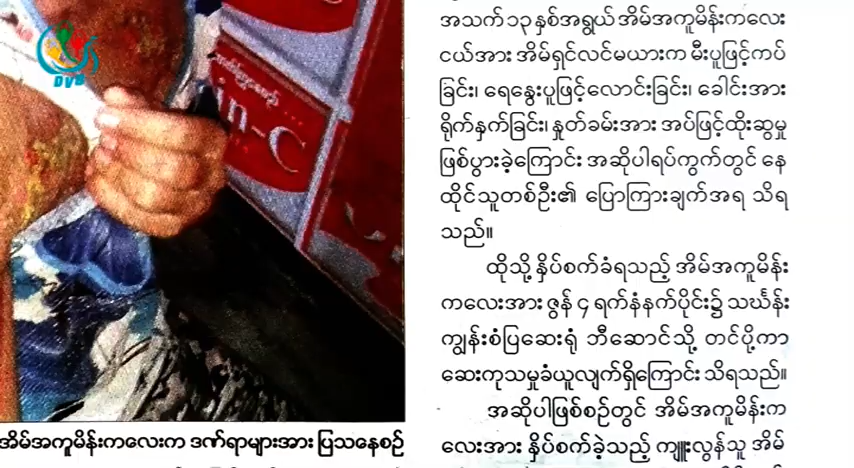 DVB
in-C
အသက် ၁၃ နှစ်အရွယ် အိမ်အကူမိန်းကလေး
ငယ်အား အိမ်ရှင်လင်မယားက မီးပူဖြင့်ကပ်
ခြင်း၊ ရေနွေးပူဖြင့်လောင်းခြင်း၊ ခေါင်းအား
ရိုက်နှက်ခြင်း၊ နှုတ်ခမ်းအား အပ်ဖြင့်ထိုးဆွမှု
ဖြစ်ပွားခဲ့ကြောင်း အဆိုပါရပ်ကွက်တွင် နေ
ထိုင်သူတစ်ဦး၏ ပြောကြားချက်အရ သိရ
သည်။
ထိုသို့ နှိပ်စက်ခံရသည့် အိမ်အကူမိန်း
ကလေးအား ဇွန် ၄ ရက်နံနက်ပိုင်း၌ သင်္ဃန်း
ကျွန်းစံပြဆေးရုံ ဘီဆောင်သို့ တင်ပို့ကာ
ဆေးကုသမှုခံယူလျက်ရှိကြောင်း သိရသည်။
အဆိုပါဖြစ်စဉ်တွင် အိမ်အကူမိန်းက
လေးအား နှိပ်စက်ခဲ့သည့် ကျူးလွန်သူ အိမ်
အိမ်အကူမိန်းကလေးက ဒဏ်ရာများအား ပြသနေစဉ်